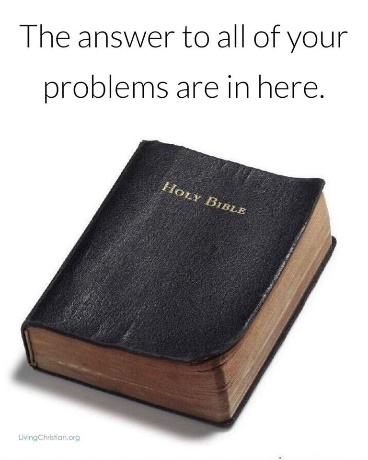 The answer to all of your
problems are in here.
HOLY BIBLE
LivingChristian.org